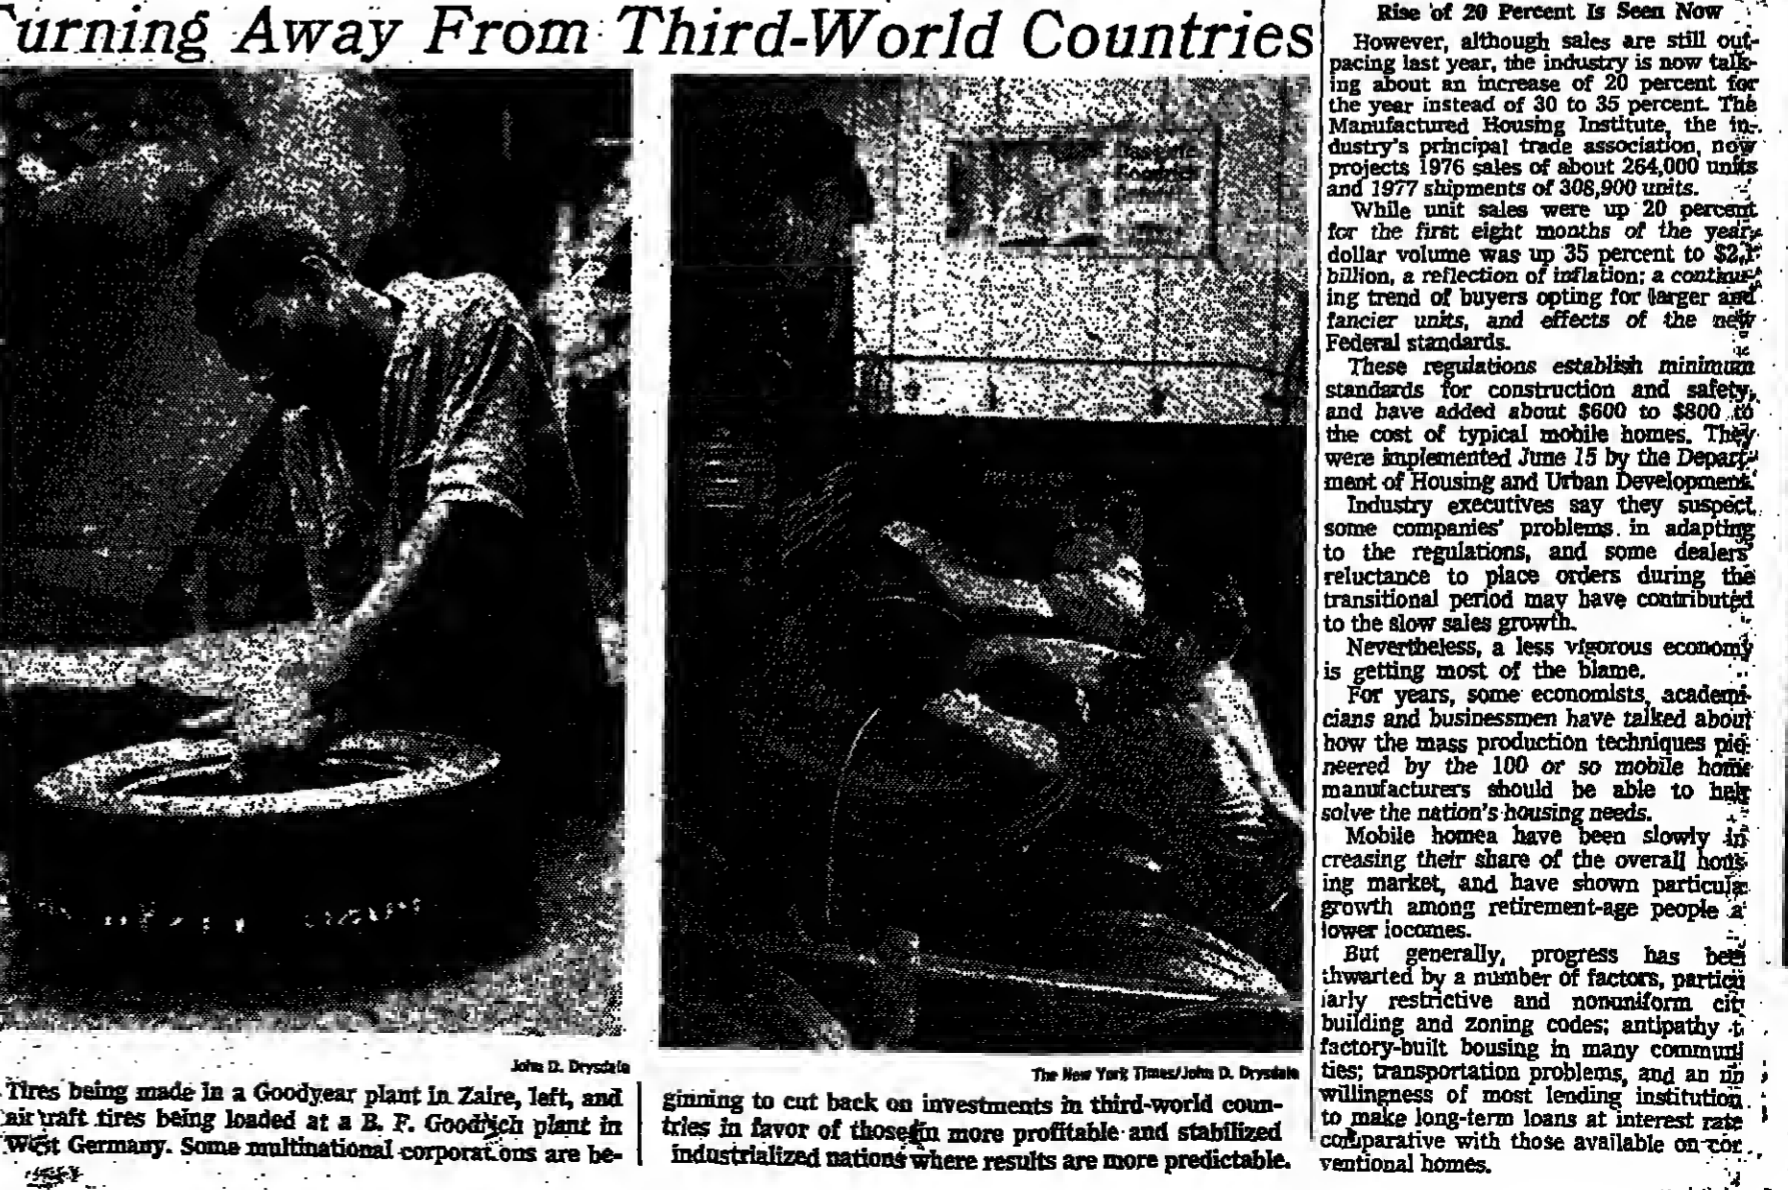 Turning Away From Third-World Countries
John D. Drysdale
Tires being made in a Goodyear plant in Zaire, left, and
aircraft tires being loaded at a B. F. Goodrich plant in
West Germany. Some multinational corporations are be-
The New York Times/John D. Drysdale
ginning to cut back on investments in third-world coun-
tries in favor of those in more profitable and stabilized
industrialized nations where results are more predictable.
Rise of 20 Percent Is Seen Now
However, although sales are still out-
pacing last year, the industry is now talk-
ing about an increase of 20 percent for
the year instead of 30 to 35 percent. The
Manufactured Housing Institute, the in-
dustry's principal trade association, now
projects 1976 sales of about 264,000 units
and 1977 shipments of 308,900 units.
While unit sales were up 20 percent
for the first eight months of the year,
dollar volume was up 35 percent to
billion, a reflection of inflation; a continu-
ing trend of buyers opting for larger and
fancier units, and effects of the new
Federal standards.
These regulations establish minimum
standards for construction and safety,
and have added about $600 to $800 to
the cost of typical mobile homes. They
were implemented June 15 by the Depart-
ment of Housing and Urban Development.
Industry executives say they suspect
some companies' problems in adapting
to the regulations, and some dealers'
reluctance to place orders during the
transitional period may have contributed
to the slow sales growth.
Nevertheless, a less vigorous economy
is getting most of the blame.
For years, some economists, academi-
cians and businessmen have talked about
how the mass production techniques pio-
neered by the 100 or so mobile home
manufacturers should be able to help
solve the nation's housing needs.
Mobile homea have been slowly in-
creasing their share of the overall hous-
ing market, and have shown particular
growth among retirement-age people a
lower iocomes.
But generally, progress has been
thwarted by a number of factors, particu
larly restrictive and nonuniform city
building and zoning codes; antipathy t
factory-built bousing in many communi
ties; transportation problems, and an un
willingness of most lending institution
to make long-term loans at interest rate
comparative with those available on con
ventional homes.